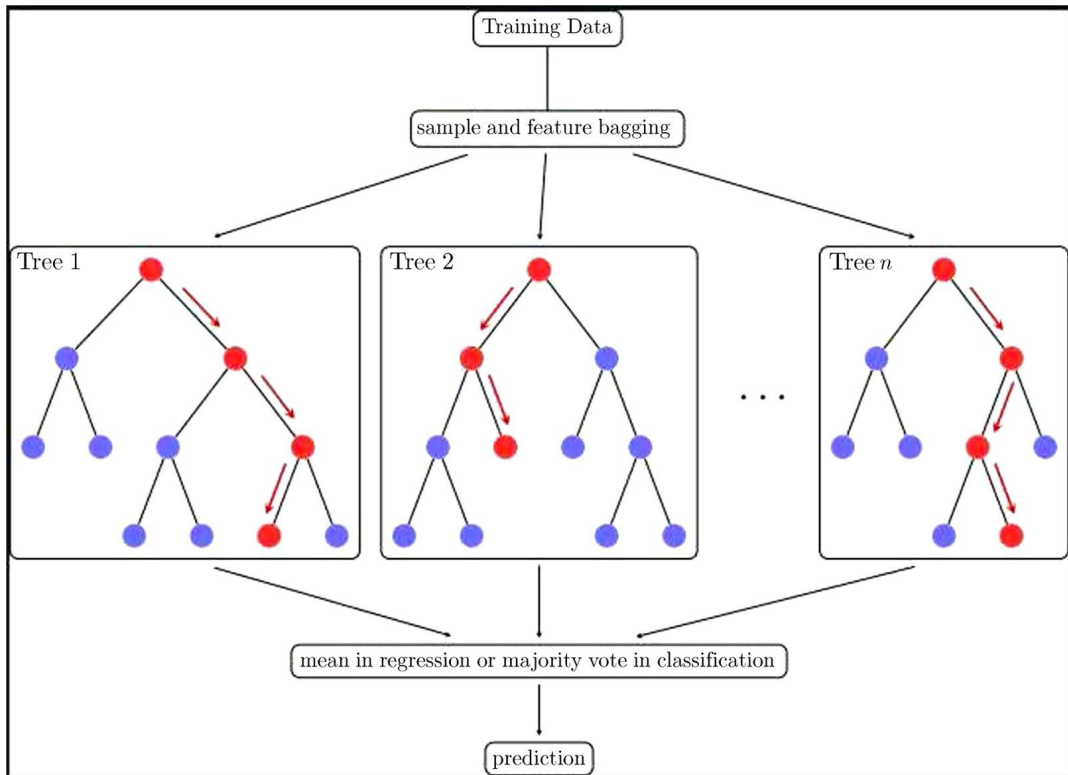 Training Data
sample and feature bagging
Tree 1
Tree 2
Tree n
. . .
mean in regression or majority vote in classification
prediction